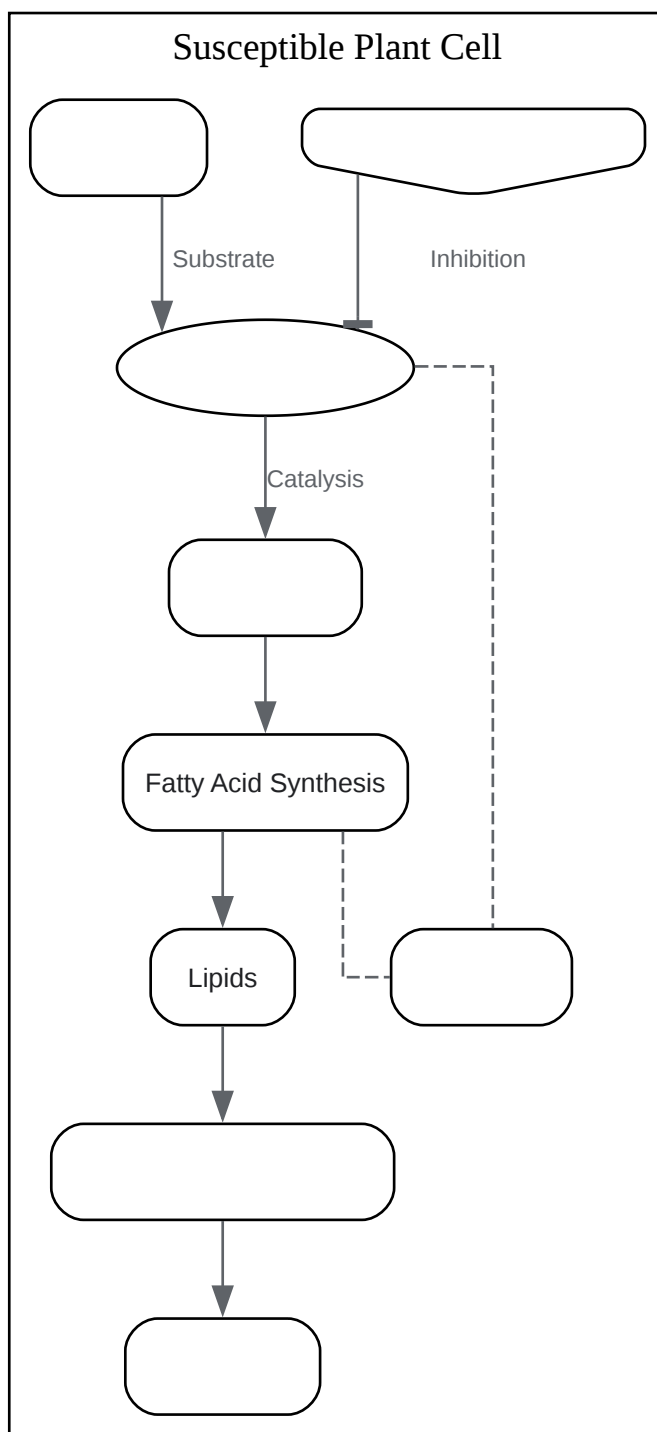 Susceptible Plant Cell
Substrate
Inhibition
Catalysis
Fatty Acid Synthesis
Lipids